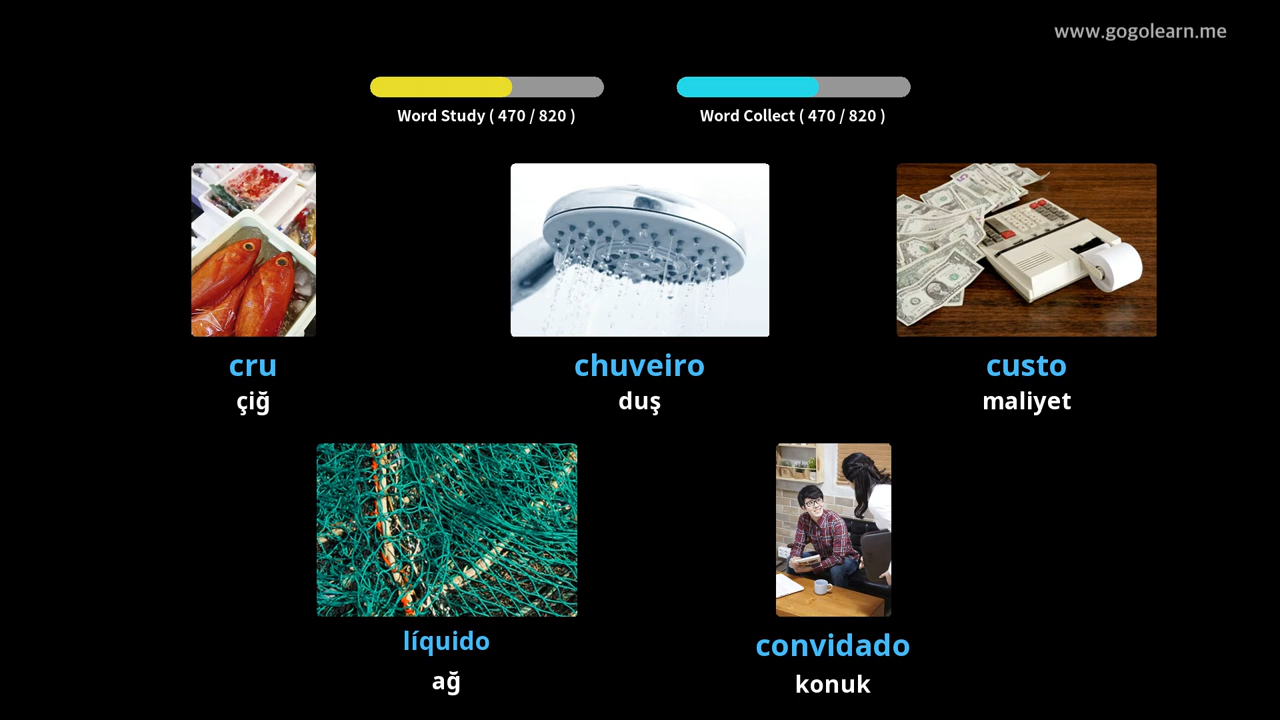 www.gogolearn.me
Word Study ( 470 / 820 )
Word Collect ( 470 / 820 )
cru
çiğ
chuveiro
duş
custo
maliyet
líquido
ağ
convidado
konuk